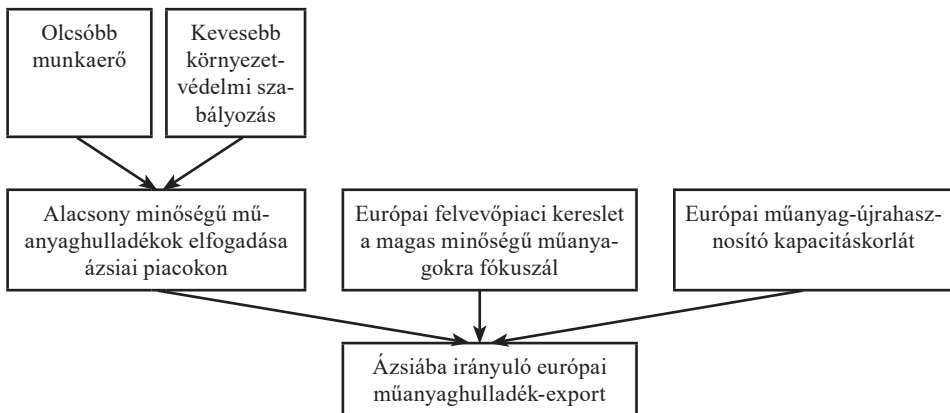 Olcsóbb
munkaerő
Kevesebb
környezet-
védelmi sza-
bályozás
Alacsony minőségű mű-
anyaghulladékok elfogadása
ázsiai piacokon
Európai felvevőpiaci kereslet
a magas minőségű műanya-
gokra fókuszál
Európai műanyag-újrahasz-
nosító kapacitáskorlát
Ázsiába irányuló európai
műanyaghulladék-export